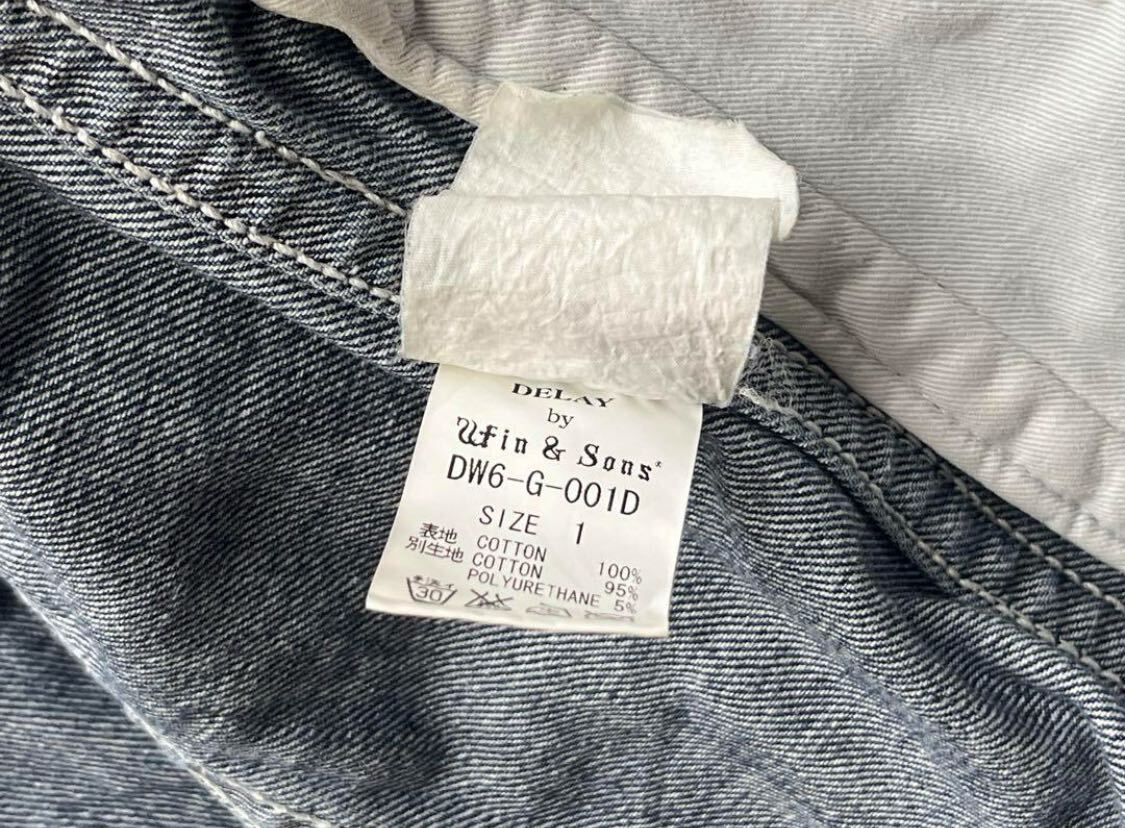 DELAY
by
Wfin & Sons*
DW6-G-001D
SIZE 1
表地 COTTON 100%
別生地 COTTON 95%
POLYURETHANE 5%
30